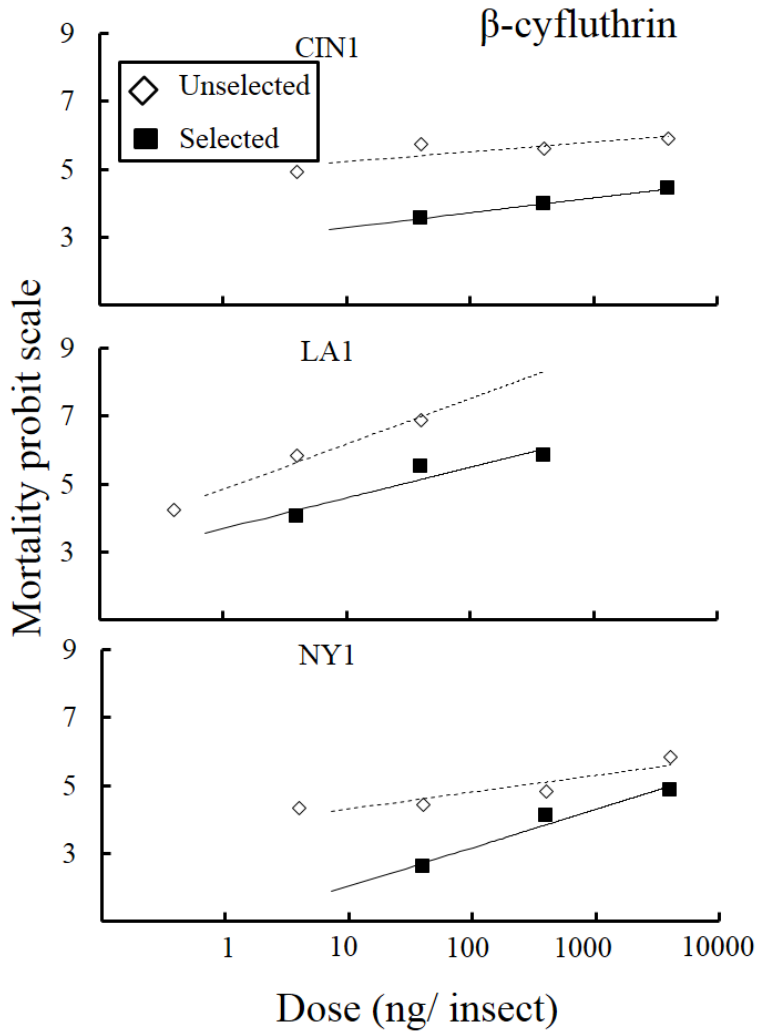 β-cyfluthrin
CIN1
Unselected
Selected
9
7
5
3
LA1
9
7
5
3
NY1
9
7
5
3
Mortality probit scale
1 10 100 1000 10000
Dose (ng/ insect)